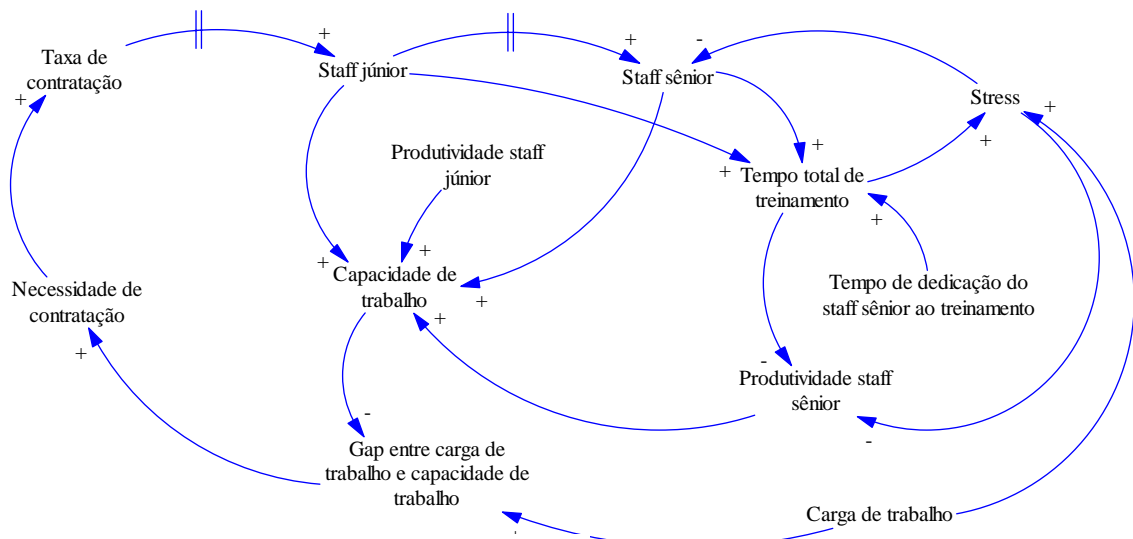 Taxa de
contratação
+
+
Staff júnior
+
Staff sênior
-
Stress
+
+
Produtividade staff
júnior
+
+
Tempo total de
treinamento
+
+
+
Capacidade de
trabalho
+
+
Tempo de dedicação do
staff sênior ao treinamento
Necessidade de
contratação
+
-
Produtividade staff
sênior
-
-
Gap entre carga de
trabalho e capacidade de
trabalho
Carga de trabalho